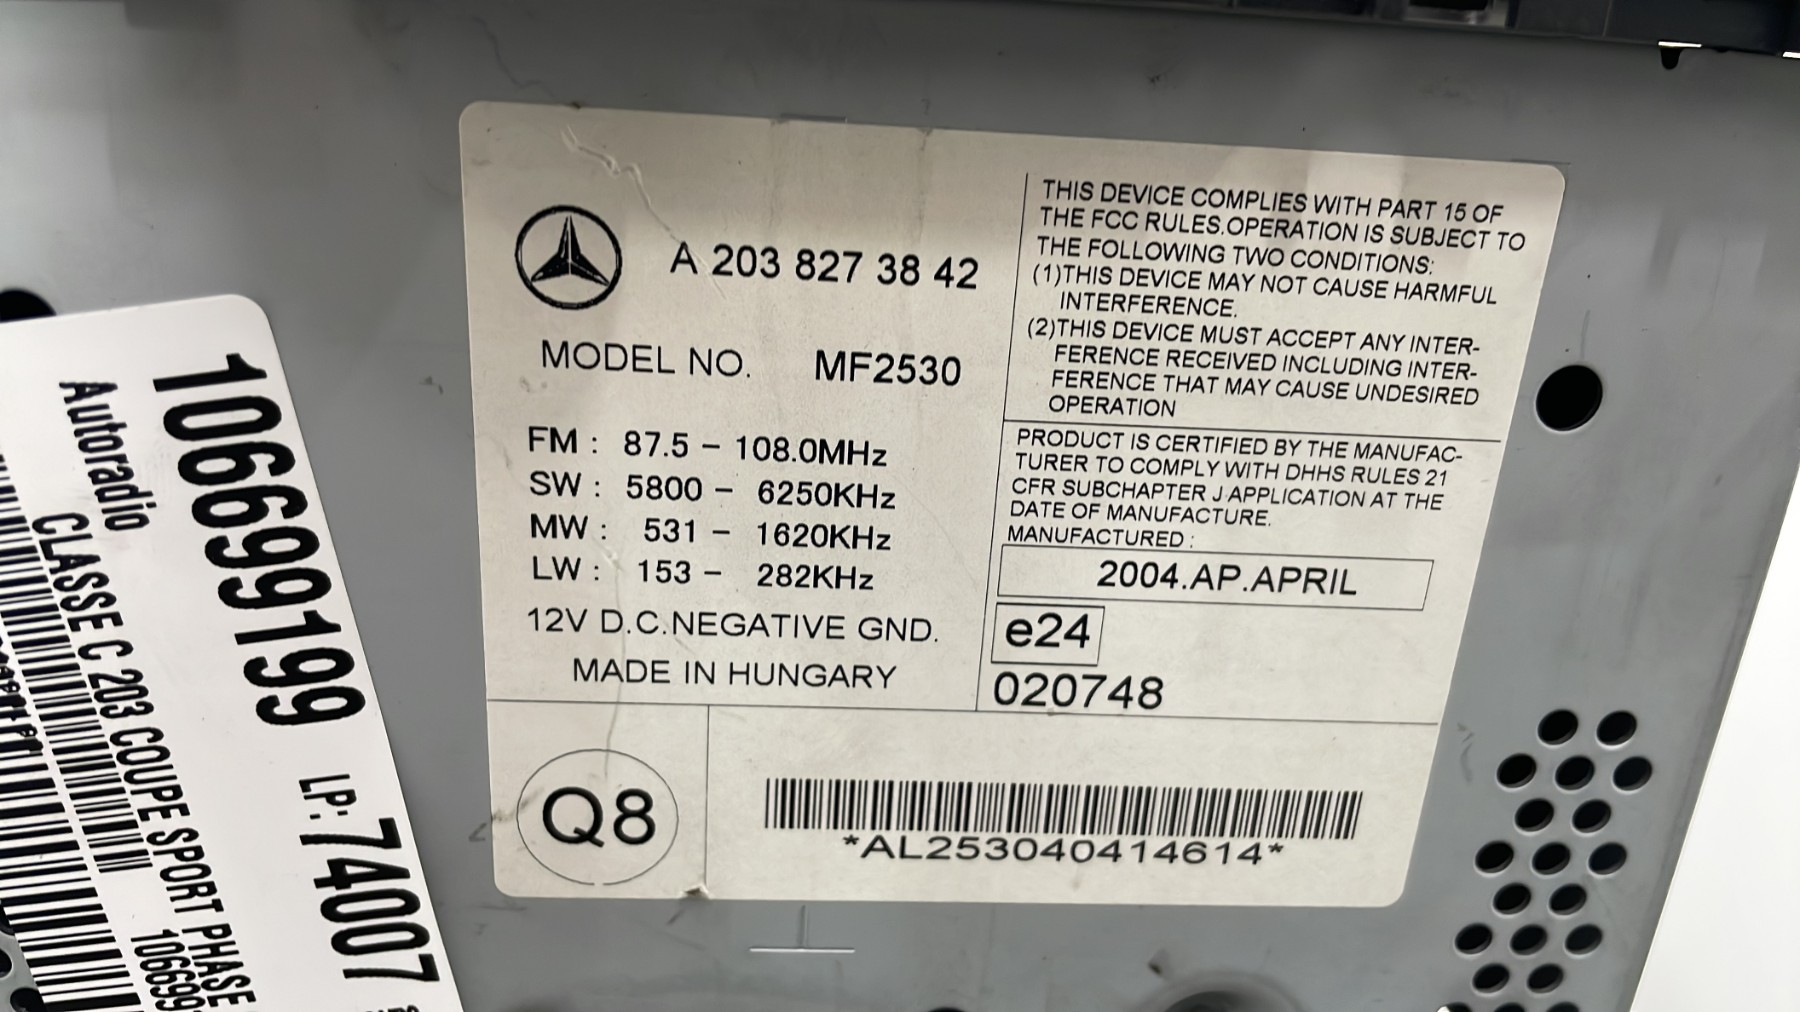 A 203 827 38 42
MODEL NO. MF2530
FM : 87.5 – 108.0MHz
SW : 5800 – 6250KHz
MW : 531 – 1620KHz
LW : 153 – 282KHz
12V D.C.NEGATIVE GND.
MADE IN HUNGARY
THIS DEVICE COMPLIES WITH PART 15 OF
THE FCC RULES.OPERATION IS SUBJECT TO
THE FOLLOWING TWO CONDITIONS:
(1)THIS DEVICE MAY NOT CAUSE HARMFUL
INTERFERENCE.
(2)THIS DEVICE MUST ACCEPT ANY INTER-
FERENCE RECEIVED INCLUDING INTER-
FERENCE THAT MAY CAUSE UNDESIRED
OPERATION
PRODUCT IS CERTIFIED BY THE MANUFAC-
TURER TO COMPLY WITH DHHS RULES 21
CFR SUBCHAPTER J APPLICATION AT THE
DATE OF MANUFACTURE.
MANUFACTURED :
2004.AP.APRIL
e24
020748
Q8
*AL253040414614*
10699199 LP: 74007
Autoradio
CLASSE C 203 COUPE SPORT PHASE